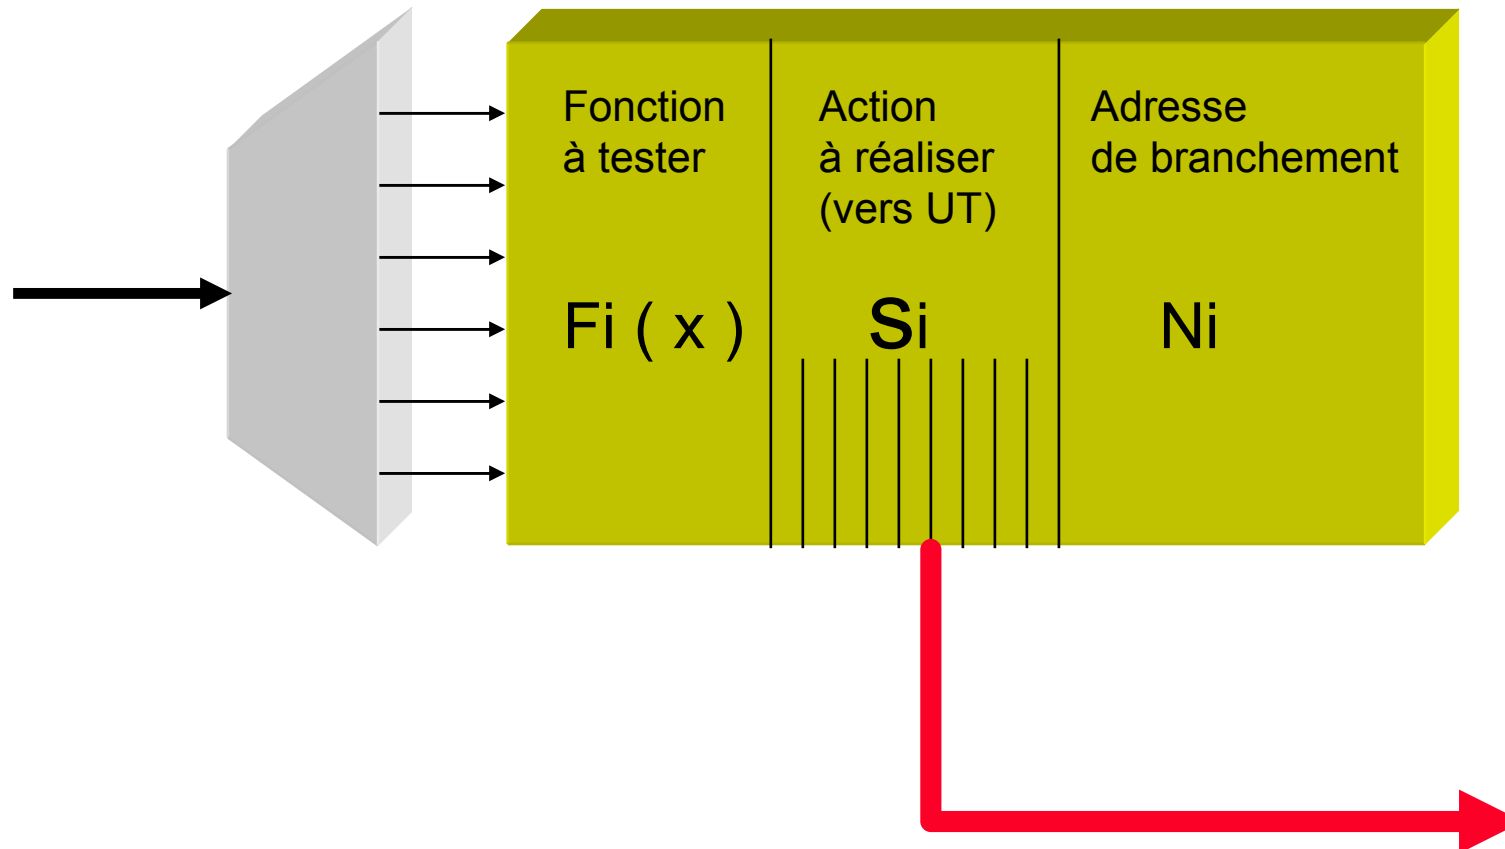 Fonction
à tester
Fi ( x )
Action
à réaliser
(vers UT)
Si
Adresse
de branchement
Ni